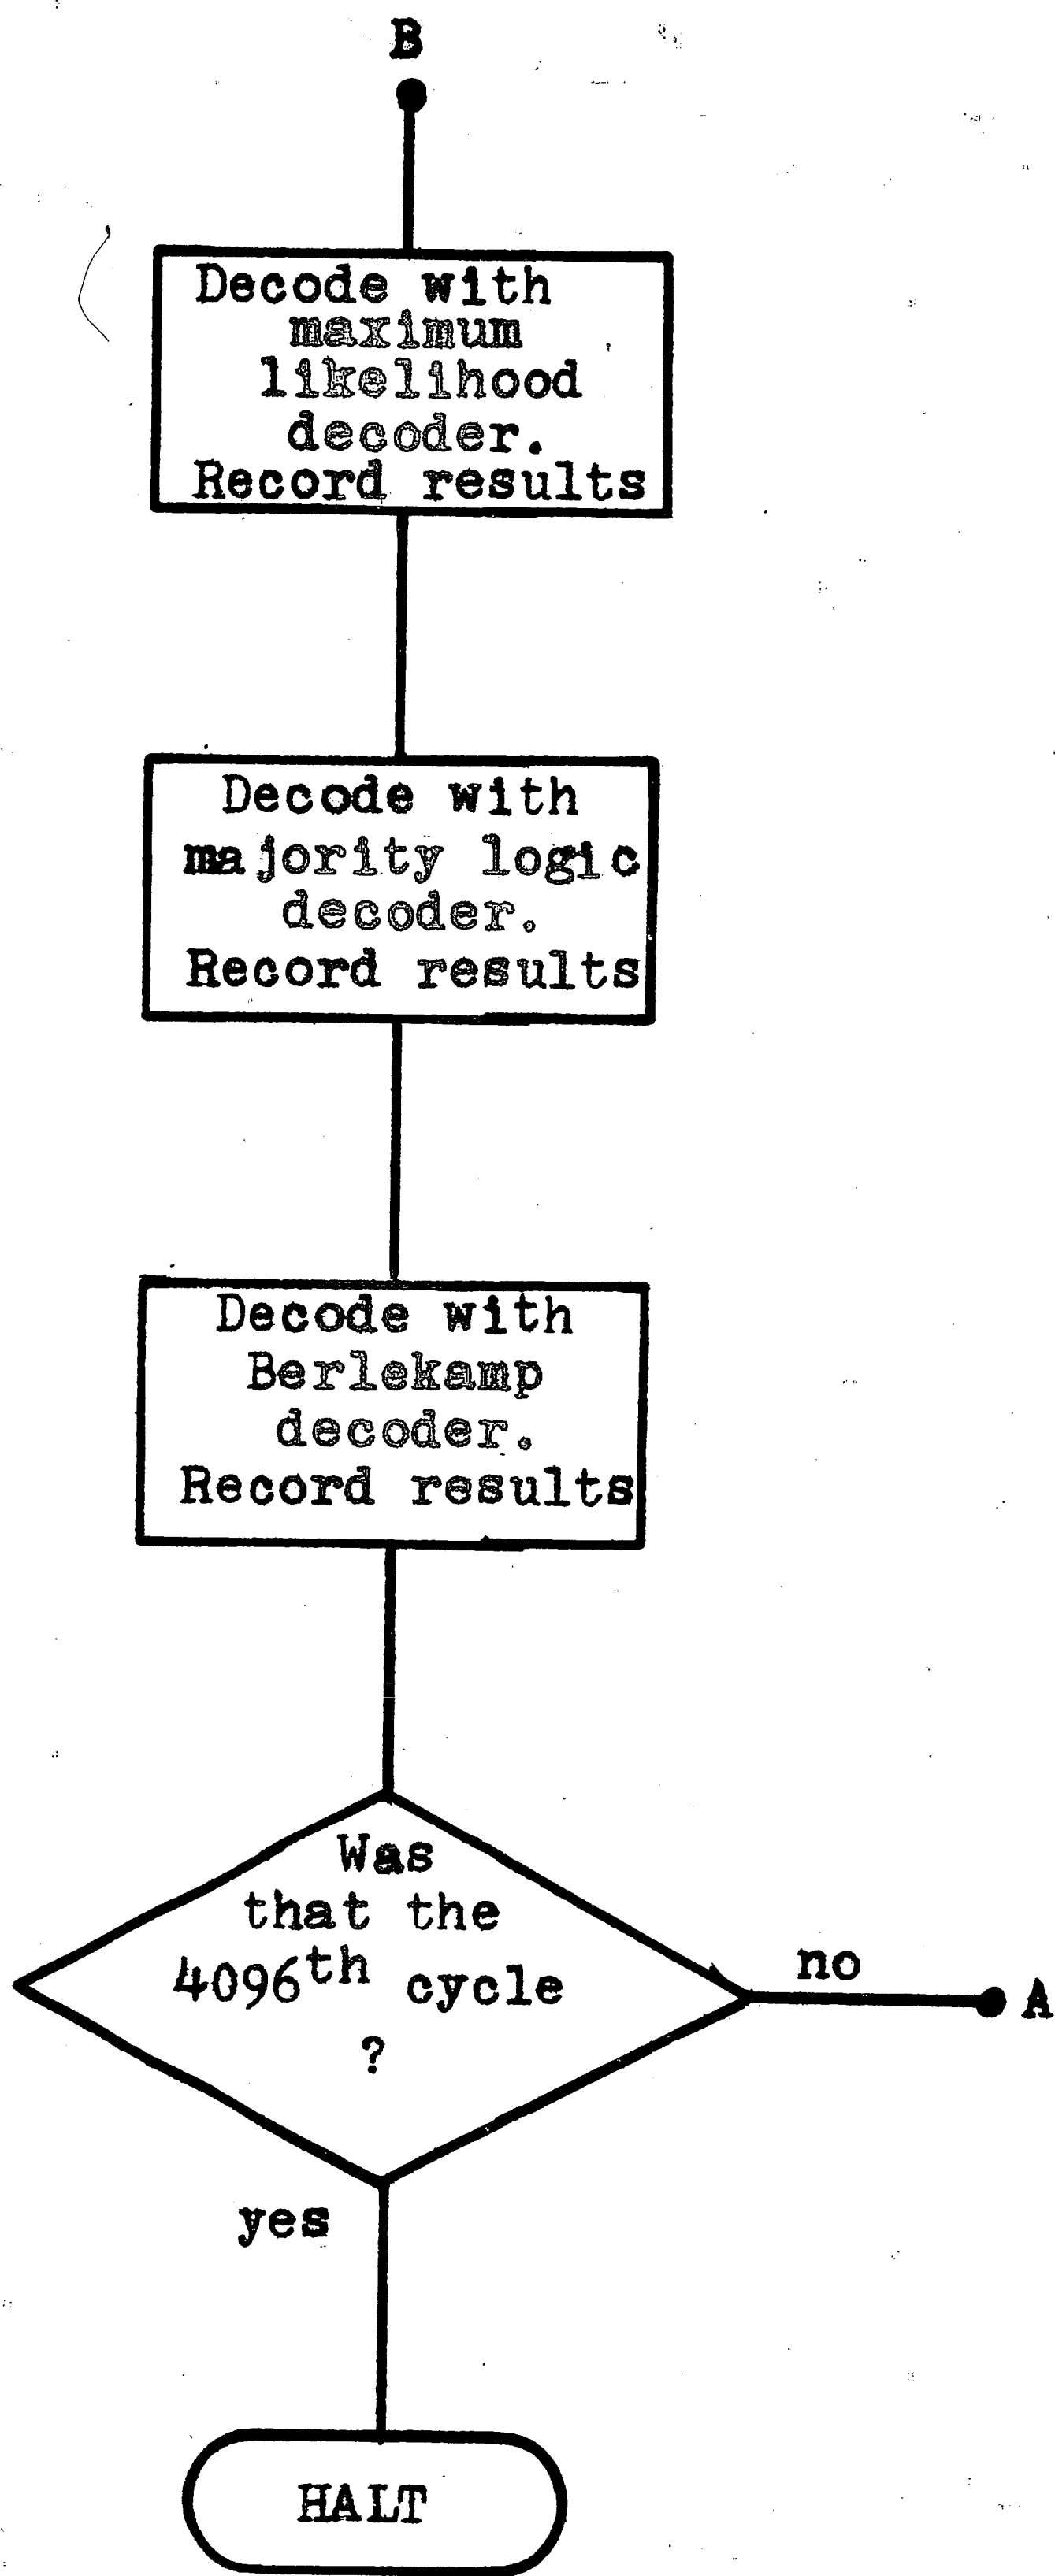 B
Decode with
maximum
likelihood
decoder.
Record results
Decode with
majority logic
decoder.
Record results
Decode with
Berlekamp
decoder.
Record results
Was
that the
4096th cycle
?
no
A
yes
HALT